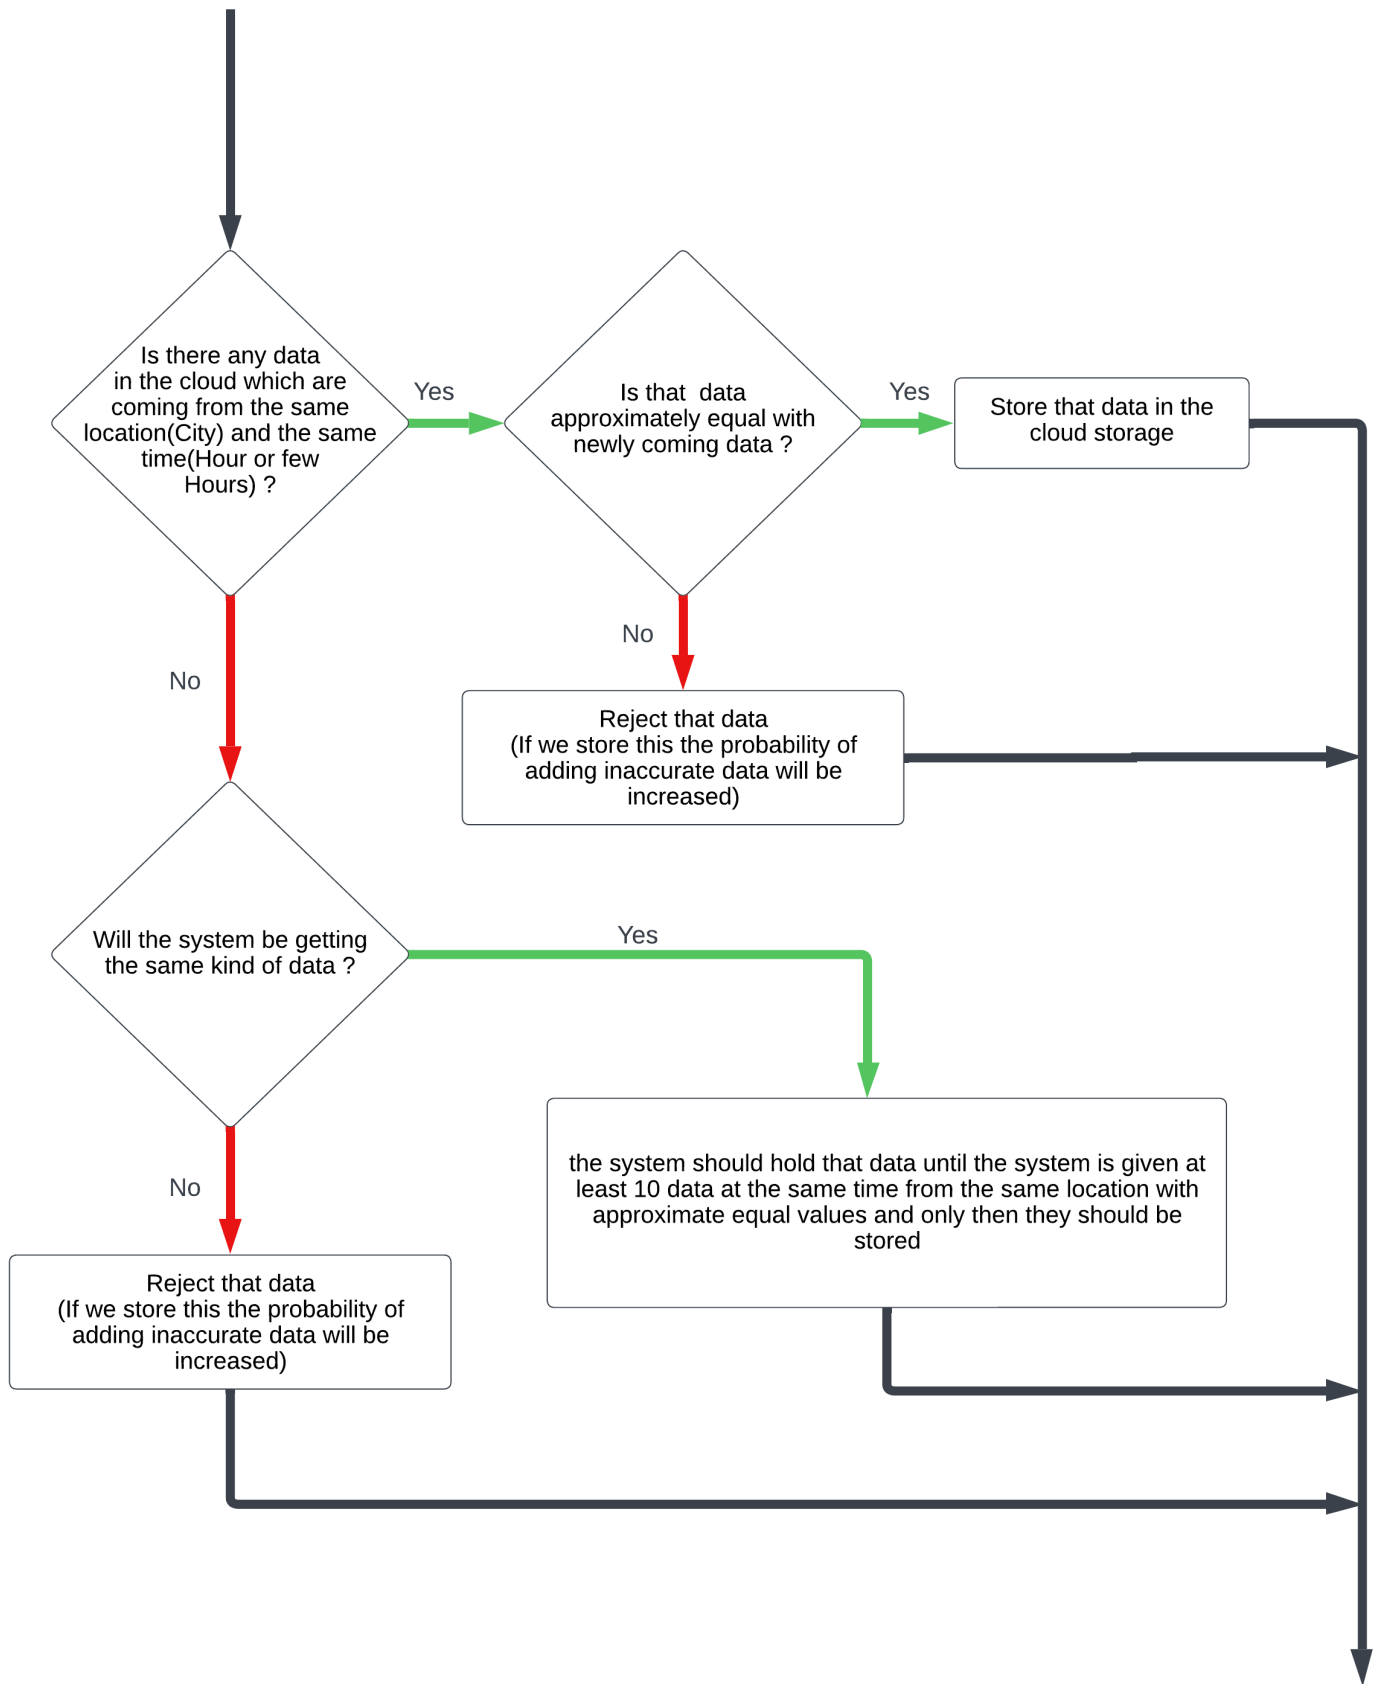 Is there any data
in the cloud which are
coming from the same
location(City) and the same
time(Hour or few
Hours) ?
Yes
Is that  data
approximately equal with
newly coming data ?
Yes
Store that data in the
cloud storage
No
No
Reject that data
(If we store this the probability of
adding inaccurate data will be
increased)
Will the system be getting
the same kind of data ?
Yes
the system should hold that data until the system is given at
least 10 data at the same time from the same location with
approximate equal values and only then they should be
stored
No
Reject that data
(If we store this the probability of
adding inaccurate data will be
increased)